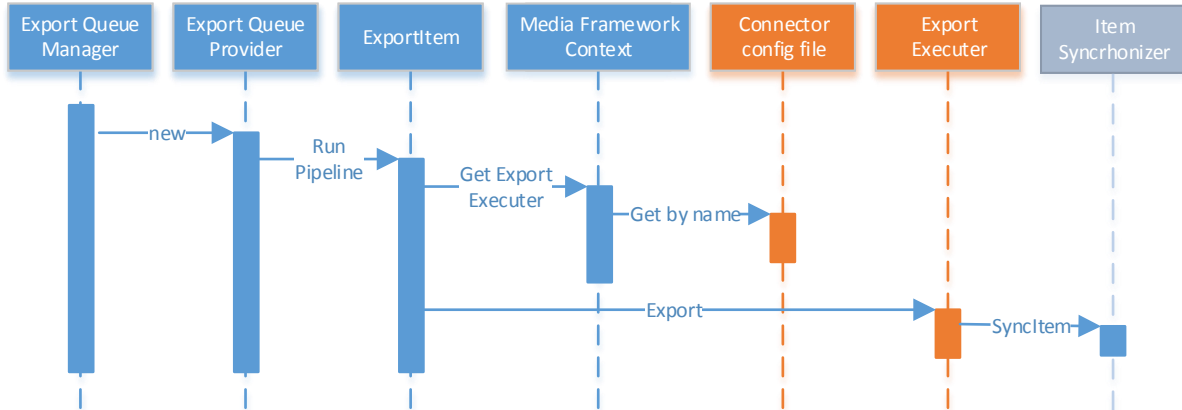 Export Queue
Manager
Export Queue
Provider
ExportItem
Media Framework
Context
Connector
config file
Export
Executer
Item
Syncrhonizer
new
Run
Pipeline
Get Export
Executer
Get by name
Export
SyncItem